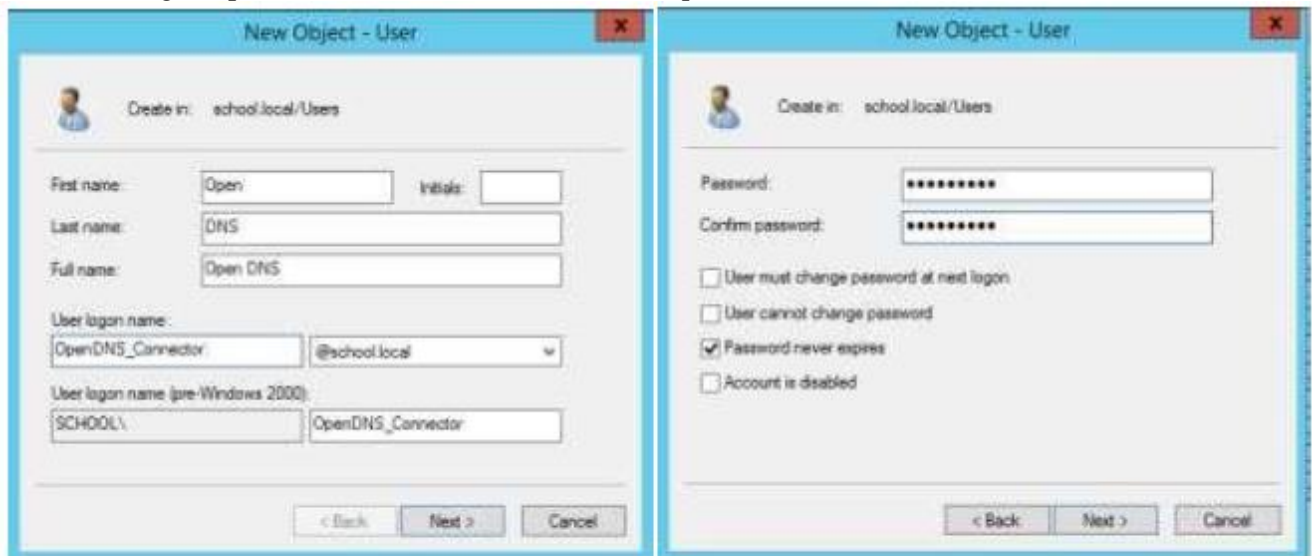 New Object - User
Create in: school.local/Users
First name: Open Initials:
Last name: DNS
Full name: Open DNS
User logon name:
OpenDNS_Connector @school.local
User logon name (pre-Windows 2000):
SCHOOL\ OpenDNS_Connector
< Back Next > Cancel
New Object - User
Create in: school.local/Users
Password: •••••••••
Confirm password: •••••••••
User must change password at next logon
User cannot change password
Password never expires
Account is disabled
< Back Next > Cancel